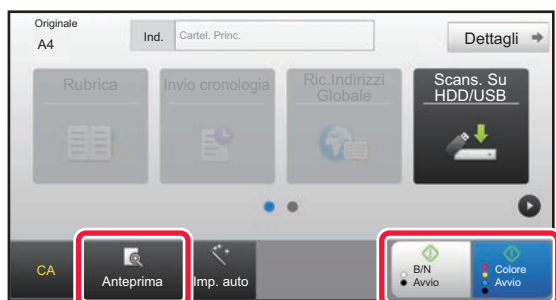 Originale
A4
Ind.
Cartel. Princ.
Dettagli
Rubrica
Invio cronologia
Ric.Indirizzi
Globale
Scans. Su
HDD/USB
CA
Anteprima
Imp. auto
B/N
Avvio
Colore
Avvio